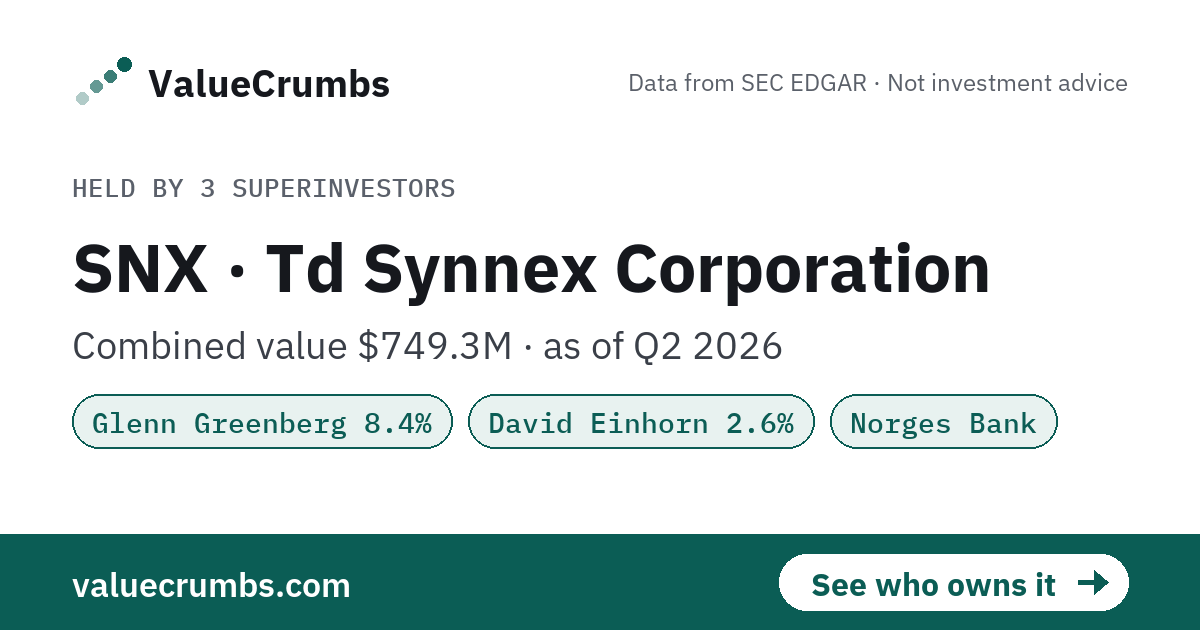 ValueCrumbs
Data from SEC EDGAR · Not investment advice
HELD BY 3 SUPERINVESTORS
SNX · Td Synnex Corporation
Combined value $749.3M · as of Q2 2026
Glenn Greenberg 8.4% David Einhorn 2.6% Norges Bank
valuecrumbs.com
See who owns it →